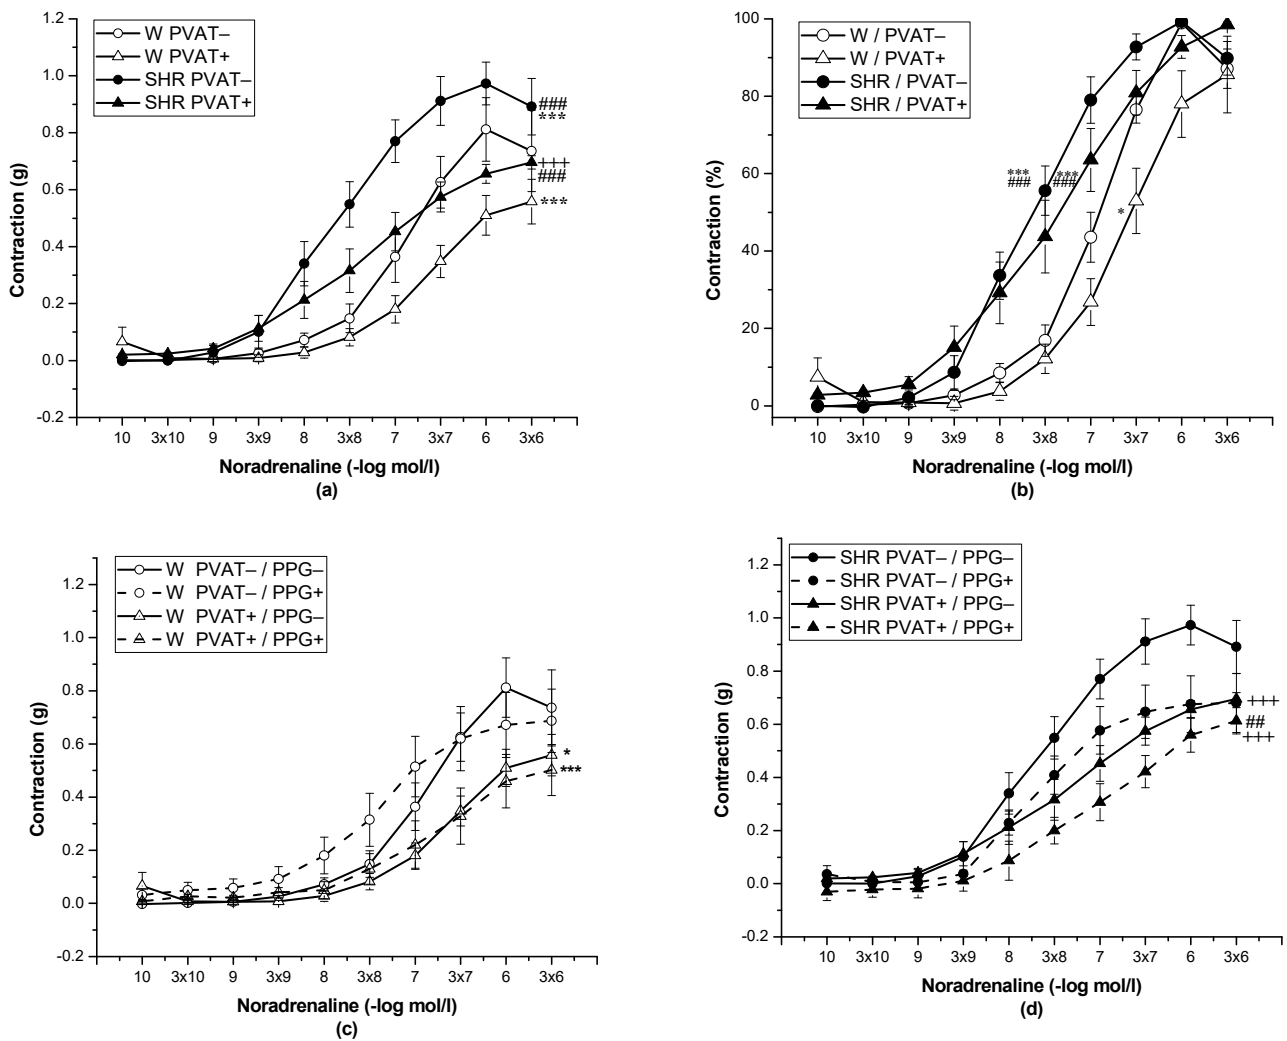 1.2
1.0
0.8
0.6
0.4
0.2
0.0
-0.2
Contraction (g)
W PVAT–
W PVAT+
SHR PVAT–
SHR PVAT+
###
***
+++
###
***
10 3x10 9 3x9 8 3x8 7 3x7 6 3x6
Noradrenaline (-log mol/l)
(a)
100
80
60
40
20
0
Contraction (%)
W / PVAT–
W / PVAT+
SHR / PVAT–
SHR / PVAT+
*** ***
### ###
*
10 3x10 9 3x9 8 3x8 7 3x7 6 3x6
Noradrenaline (-log mol/l)
(b)
1.2
1.0
0.8
0.6
0.4
0.2
0.0
-0.2
Contraction (g)
W PVAT– / PPG–
W PVAT– / PPG+
W PVAT+ / PPG–
W PVAT+ / PPG+
*
***
10 3x10 9 3x9 8 3x8 7 3x7 6 3x6
Noradrenaline (-log mol/l)
(c)
1.2
1.0
0.8
0.6
0.4
0.2
0.0
-0.2
Contraction (g)
SHR PVAT– / PPG–
SHR PVAT– / PPG+
SHR PVAT+ / PPG–
SHR PVAT+ / PPG+
+++
##
+++
10 3x10 9 3x9 8 3x8 7 3x7 6 3x6
Noradrenaline (-log mol/l)
(d)